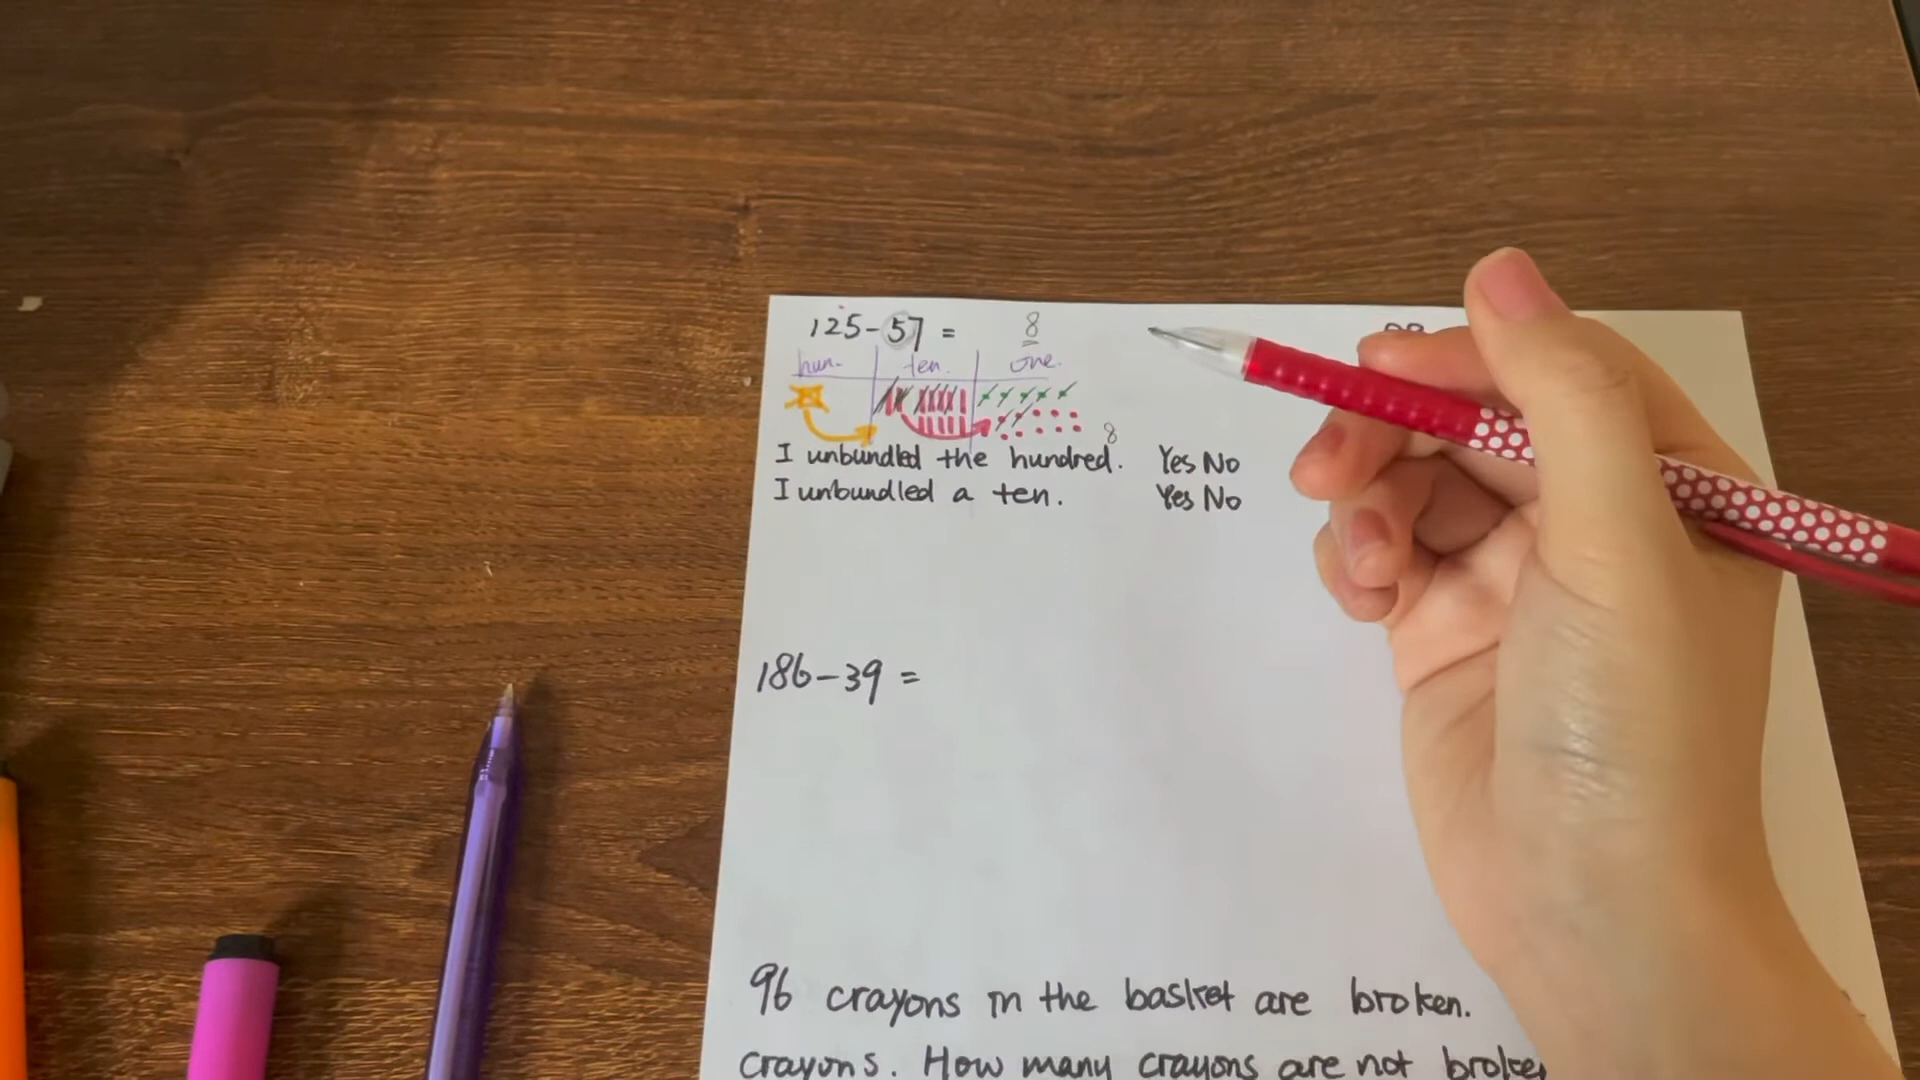 125-57 = 8
hun. ten. one.
8
I unbundled the hundred. Yes No
I unbundled a ten. Yes No
186-39 =
96 crayons in the basket are broken.
crayons. How many crayons are not